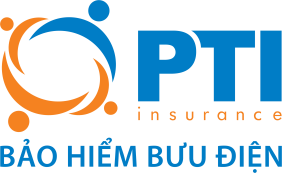 PTI
insurance
BẢO HIỂM BƯU ĐIỆN